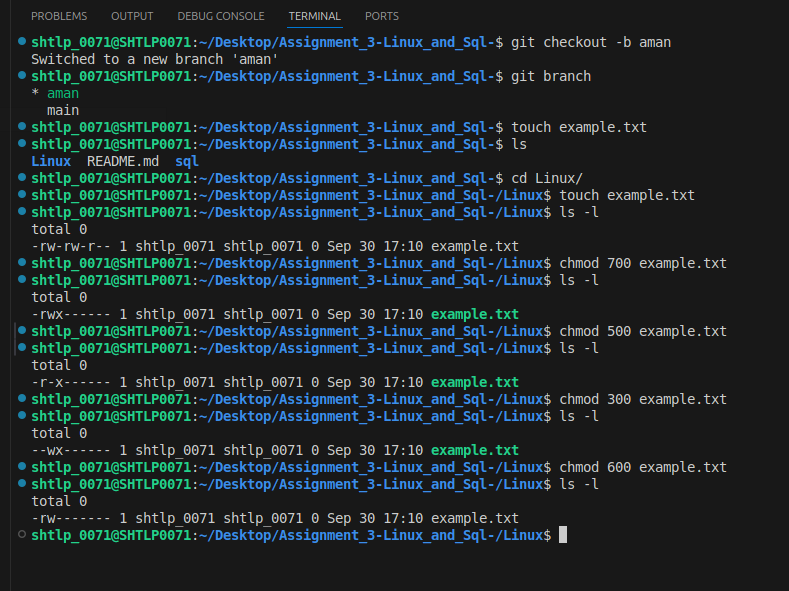 PROBLEMS OUTPUT DEBUG CONSOLE TERMINAL PORTS
shtlp_0071@SHTLP0071:~/Desktop/Assignment_3-Linux_and_Sql-$ git checkout -b aman
Switched to a new branch 'aman'
shtlp_0071@SHTLP0071:~/Desktop/Assignment_3-Linux_and_Sql-$ git branch
* aman
  main
shtlp_0071@SHTLP0071:~/Desktop/Assignment_3-Linux_and_Sql-$ touch example.txt
shtlp_0071@SHTLP0071:~/Desktop/Assignment_3-Linux_and_Sql-$ ls
Linux  README.md  sql
shtlp_0071@SHTLP0071:~/Desktop/Assignment_3-Linux_and_Sql-$ cd Linux/
shtlp_0071@SHTLP0071:~/Desktop/Assignment_3-Linux_and_Sql-/Linux$ touch example.txt
shtlp_0071@SHTLP0071:~/Desktop/Assignment_3-Linux_and_Sql-/Linux$ ls -l
total 0
-rw-rw-r-- 1 shtlp_0071 shtlp_0071 0 Sep 30 17:10 example.txt
shtlp_0071@SHTLP0071:~/Desktop/Assignment_3-Linux_and_Sql-/Linux$ chmod 700 example.txt
shtlp_0071@SHTLP0071:~/Desktop/Assignment_3-Linux_and_Sql-/Linux$ ls -l
total 0
-rwx------ 1 shtlp_0071 shtlp_0071 0 Sep 30 17:10 example.txt
shtlp_0071@SHTLP0071:~/Desktop/Assignment_3-Linux_and_Sql-/Linux$ chmod 500 example.txt
shtlp_0071@SHTLP0071:~/Desktop/Assignment_3-Linux_and_Sql-/Linux$ ls -l
total 0
-r-x------ 1 shtlp_0071 shtlp_0071 0 Sep 30 17:10 example.txt
shtlp_0071@SHTLP0071:~/Desktop/Assignment_3-Linux_and_Sql-/Linux$ chmod 300 example.txt
shtlp_0071@SHTLP0071:~/Desktop/Assignment_3-Linux_and_Sql-/Linux$ ls -l
total 0
--wx------ 1 shtlp_0071 shtlp_0071 0 Sep 30 17:10 example.txt
shtlp_0071@SHTLP0071:~/Desktop/Assignment_3-Linux_and_Sql-/Linux$ chmod 600 example.txt
shtlp_0071@SHTLP0071:~/Desktop/Assignment_3-Linux_and_Sql-/Linux$ ls -l
total 0
-rw------- 1 shtlp_0071 shtlp_0071 0 Sep 30 17:10 example.txt
shtlp_0071@SHTLP0071:~/Desktop/Assignment_3-Linux_and_Sql-/Linux$